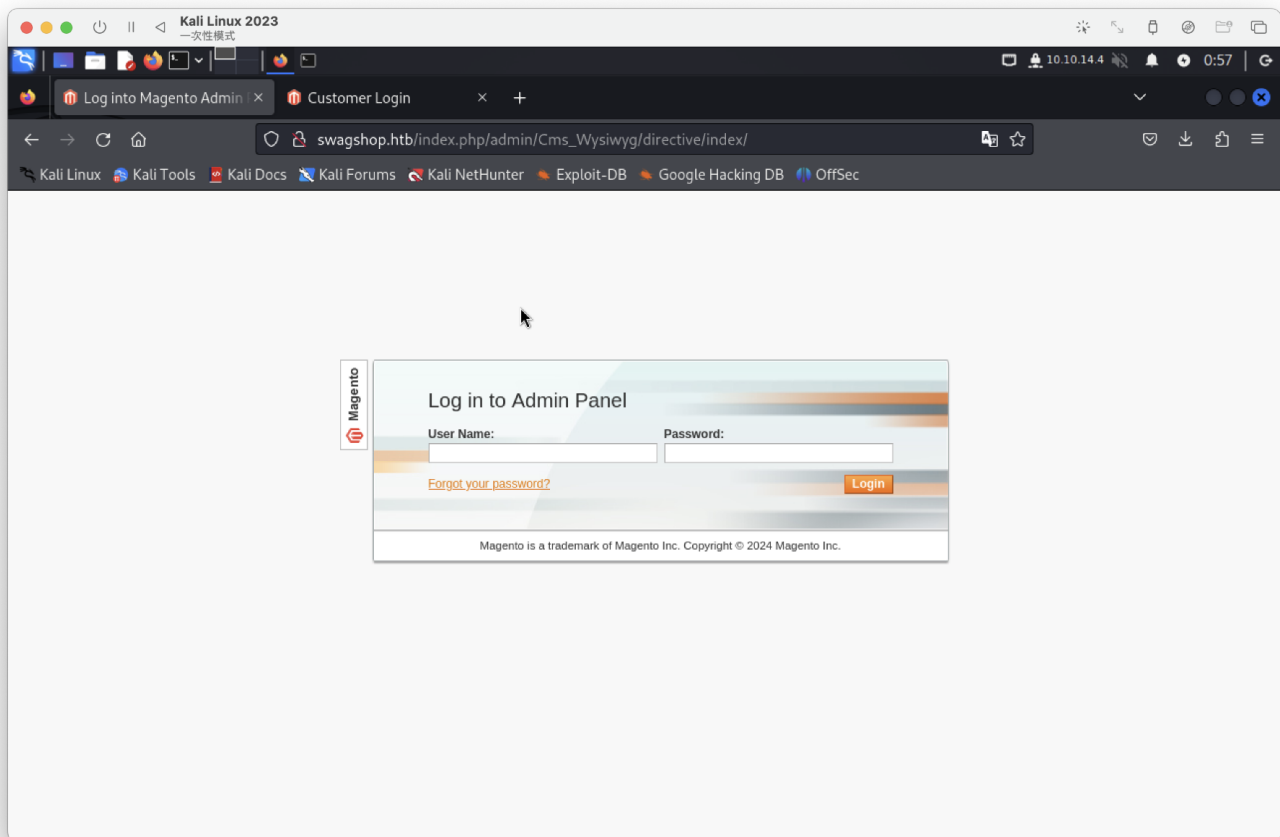 Kali Linux 2023
一次性模式
10.10.14.4 0:57
Log into Magento Admin Customer Login
swagshop.htb/index.php/admin/Cms_Wysiwyg/directive/index/
Kali Linux Kali Tools Kali Docs Kali Forums Kali NetHunter Exploit-DB Google Hacking DB OffSec
Magento
Log in to Admin Panel
User Name: Password:
Forgot your password? Login
Magento is a trademark of Magento Inc. Copyright © 2024 Magento Inc.